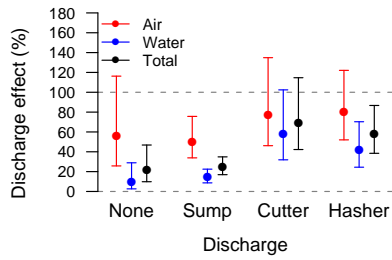 Discharge effect (%)
180
160
140
120
100
80
60
40
20
0
Air
Water
Total
None Sump Cutter Hasher
Discharge